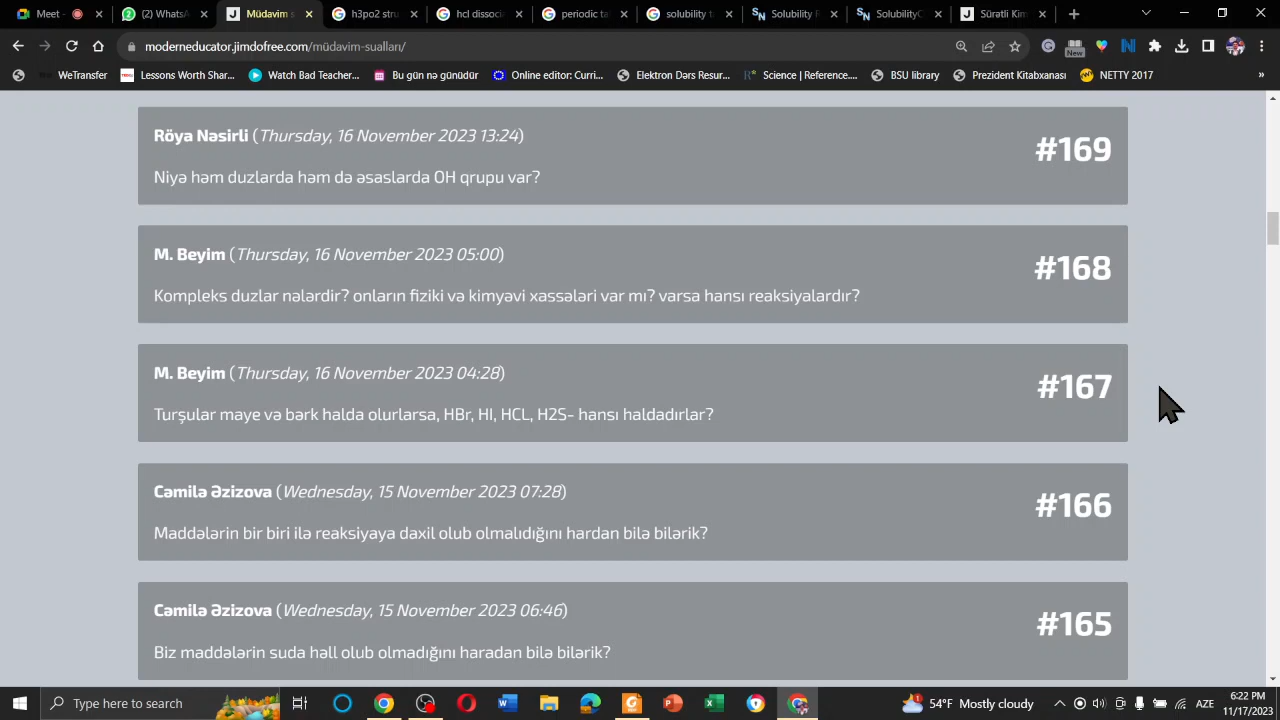 Meet -
(2) WhatsA
Müdavim s
h3po2 stru
hcl dissoci
periodic ta
solubility t
Solubility R
SolubilityC
Sürətli Kim
moderneducator.jimdofree.com/müdavim-sualları/
New
WeTransfer
Lessons Worth Shar...
Watch Bad Teacher...
Bu gün nə günüdür
Online editor: Curri...
Elektron Dərs Resur...
Science | Reference....
BSU library
Prezident Kitabxanası
NETTY 2017
»
Röya Nəsirli (Thursday, 16 November 2023 13:24)
#169
Niyə həm duzlarda həm də əsaslarda OH qrupu var?
M. Beyim (Thursday, 16 November 2023 05:00)
#168
Kompleks duzlar nələrdir? onların fiziki və kimyəvi xassələri var mı? varsa hansı reaksiyalardır?
M. Beyim (Thursday, 16 November 2023 04:28)
#167
Turşular maye və bərk halda olurlarsa, HBr, HI, HCL, H2S- hansı haldadırlar?
Cəmilə Əzizova (Wednesday, 15 November 2023 07:28)
#166
Maddələrin bir biri ilə reaksiyaya daxil olub olmalıdığını hardan bilə bilərik?
Cəmilə Əzizova (Wednesday, 15 November 2023 06:46)
#165
Biz maddələrin suda həll olub olmadığını haradan bilə bilərik?
Type here to search
54°F Mostly cloudy
AZE
6:22 PM
11/17/2023